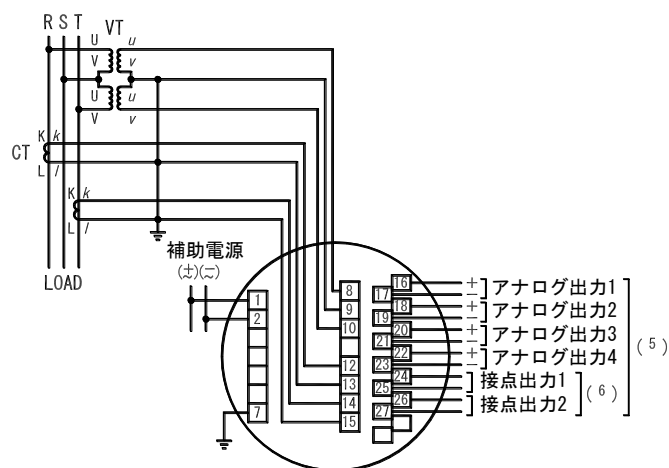 R S T
VT
U u
V v
U u
V v
K k
CT
L l
K k
L l
LOAD
補助電源
(±)(∓)
1
2
7
8
9
10
12
13
14
15
16
17
18
19
20
21
22
23
24
25
26
27
+
− アナログ出力1
+
− アナログ出力2
+
− アナログ出力3
+
− アナログ出力4
接点出力1
接点出力2
(5)
(6)